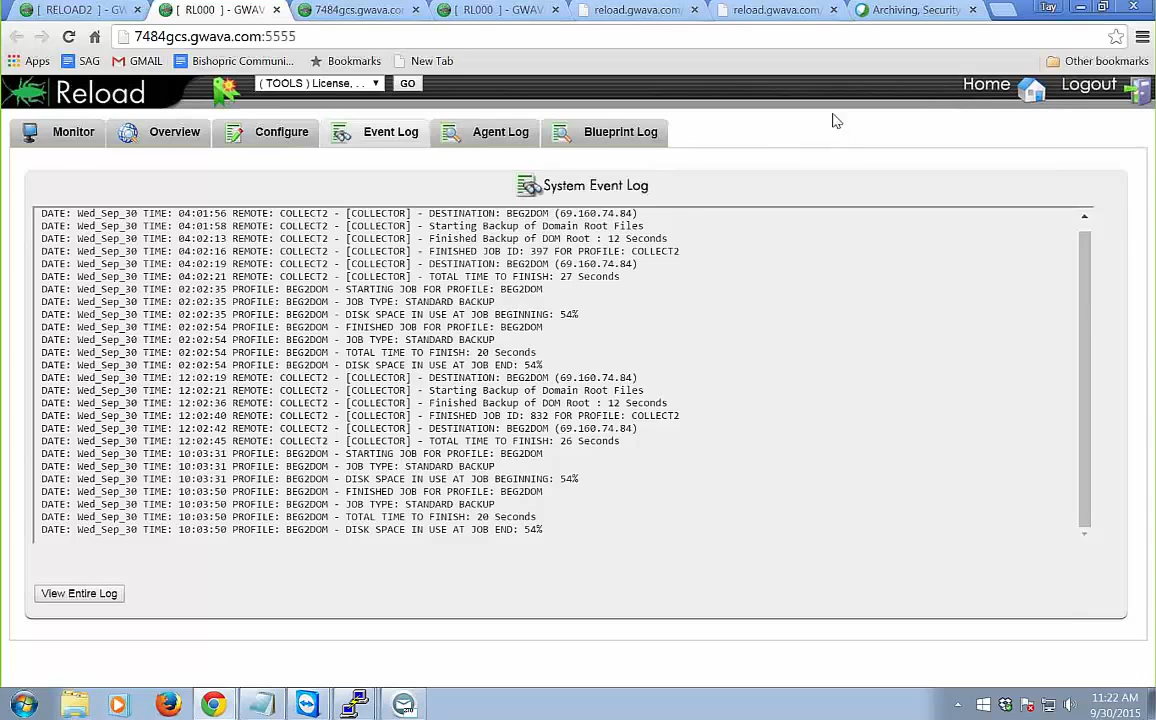 [ RELOAD2 ] - GW
[ RL000 ] - GWAV
7484gcs.gwava.co
[ RL000 ] - GWAV
reload.gwava.com/
reload.gwava.com/
Archiving, Security
Tay
7484gcs.gwava.com:5555
Apps
SAG
GMAIL
Bishopric Communi...
Bookmarks
New Tab
Other bookmarks
Reload
( TOOLS ) License, . .
GO
Home
Logout
Monitor
Overview
Configure
Event Log
Agent Log
Blueprint Log
System Event Log
DATE: Wed_Sep_30 TIME: 04:01:56 REMOTE: COLLECT2 - [COLLECTOR] - DESTINATION: BEG2DOM (69.160.74.84)
DATE: Wed_Sep_30 TIME: 04:01:58 REMOTE: COLLECT2 - [COLLECTOR] - Starting Backup of Domain Root Files
DATE: Wed_Sep_30 TIME: 04:02:13 REMOTE: COLLECT2 - [COLLECTOR] - Finished Backup of DOM Root : 12 Seconds
DATE: Wed_Sep_30 TIME: 04:02:16 REMOTE: COLLECT2 - [COLLECTOR] - FINISHED JOB ID: 397 FOR PROFILE: COLLECT2
DATE: Wed_Sep_30 TIME: 04:02:19 REMOTE: COLLECT2 - [COLLECTOR] - DESTINATION: BEG2DOM (69.160.74.84)
DATE: Wed_Sep_30 TIME: 04:02:21 REMOTE: COLLECT2 - [COLLECTOR] - TOTAL TIME TO FINISH: 27 Seconds
DATE: Wed_Sep_30 TIME: 02:02:35 PROFILE: BEG2DOM - STARTING JOB FOR PROFILE: BEG2DOM
DATE: Wed_Sep_30 TIME: 02:02:35 PROFILE: BEG2DOM - JOB TYPE: STANDARD BACKUP
DATE: Wed_Sep_30 TIME: 02:02:35 PROFILE: BEG2DOM - DISK SPACE IN USE AT JOB BEGINNING: 54%
DATE: Wed_Sep_30 TIME: 02:02:54 PROFILE: BEG2DOM - FINISHED JOB FOR PROFILE: BEG2DOM
DATE: Wed_Sep_30 TIME: 02:02:54 PROFILE: BEG2DOM - JOB TYPE: STANDARD BACKUP
DATE: Wed_Sep_30 TIME: 02:02:54 PROFILE: BEG2DOM - TOTAL TIME TO FINISH: 20 Seconds
DATE: Wed_Sep_30 TIME: 02:02:54 PROFILE: BEG2DOM - DISK SPACE IN USE AT JOB END: 54%
DATE: Wed_Sep_30 TIME: 12:02:19 REMOTE: COLLECT2 - [COLLECTOR] - DESTINATION: BEG2DOM (69.160.74.84)
DATE: Wed_Sep_30 TIME: 12:02:21 REMOTE: COLLECT2 - [COLLECTOR] - Starting Backup of Domain Root Files
DATE: Wed_Sep_30 TIME: 12:02:36 REMOTE: COLLECT2 - [COLLECTOR] - Finished Backup of DOM Root : 12 Seconds
DATE: Wed_Sep_30 TIME: 12:02:40 REMOTE: COLLECT2 - [COLLECTOR] - FINISHED JOB ID: 832 FOR PROFILE: COLLECT2
DATE: Wed_Sep_30 TIME: 12:02:42 REMOTE: COLLECT2 - [COLLECTOR] - DESTINATION: BEG2DOM (69.160.74.84)
DATE: Wed_Sep_30 TIME: 12:02:45 REMOTE: COLLECT2 - [COLLECTOR] - TOTAL TIME TO FINISH: 26 Seconds
DATE: Wed_Sep_30 TIME: 10:03:31 PROFILE: BEG2DOM - STARTING JOB FOR PROFILE: BEG2DOM
DATE: Wed_Sep_30 TIME: 10:03:31 PROFILE: BEG2DOM - JOB TYPE: STANDARD BACKUP
DATE: Wed_Sep_30 TIME: 10:03:31 PROFILE: BEG2DOM - DISK SPACE IN USE AT JOB BEGINNING: 54%
DATE: Wed_Sep_30 TIME: 10:03:50 PROFILE: BEG2DOM - FINISHED JOB FOR PROFILE: BEG2DOM
DATE: Wed_Sep_30 TIME: 10:03:50 PROFILE: BEG2DOM - JOB TYPE: STANDARD BACKUP
DATE: Wed_Sep_30 TIME: 10:03:50 PROFILE: BEG2DOM - TOTAL TIME TO FINISH: 20 Seconds
DATE: Wed_Sep_30 TIME: 10:03:50 PROFILE: BEG2DOM - DISK SPACE IN USE AT JOB END: 54%
View Entire Log
11:22 AM
9/30/2015